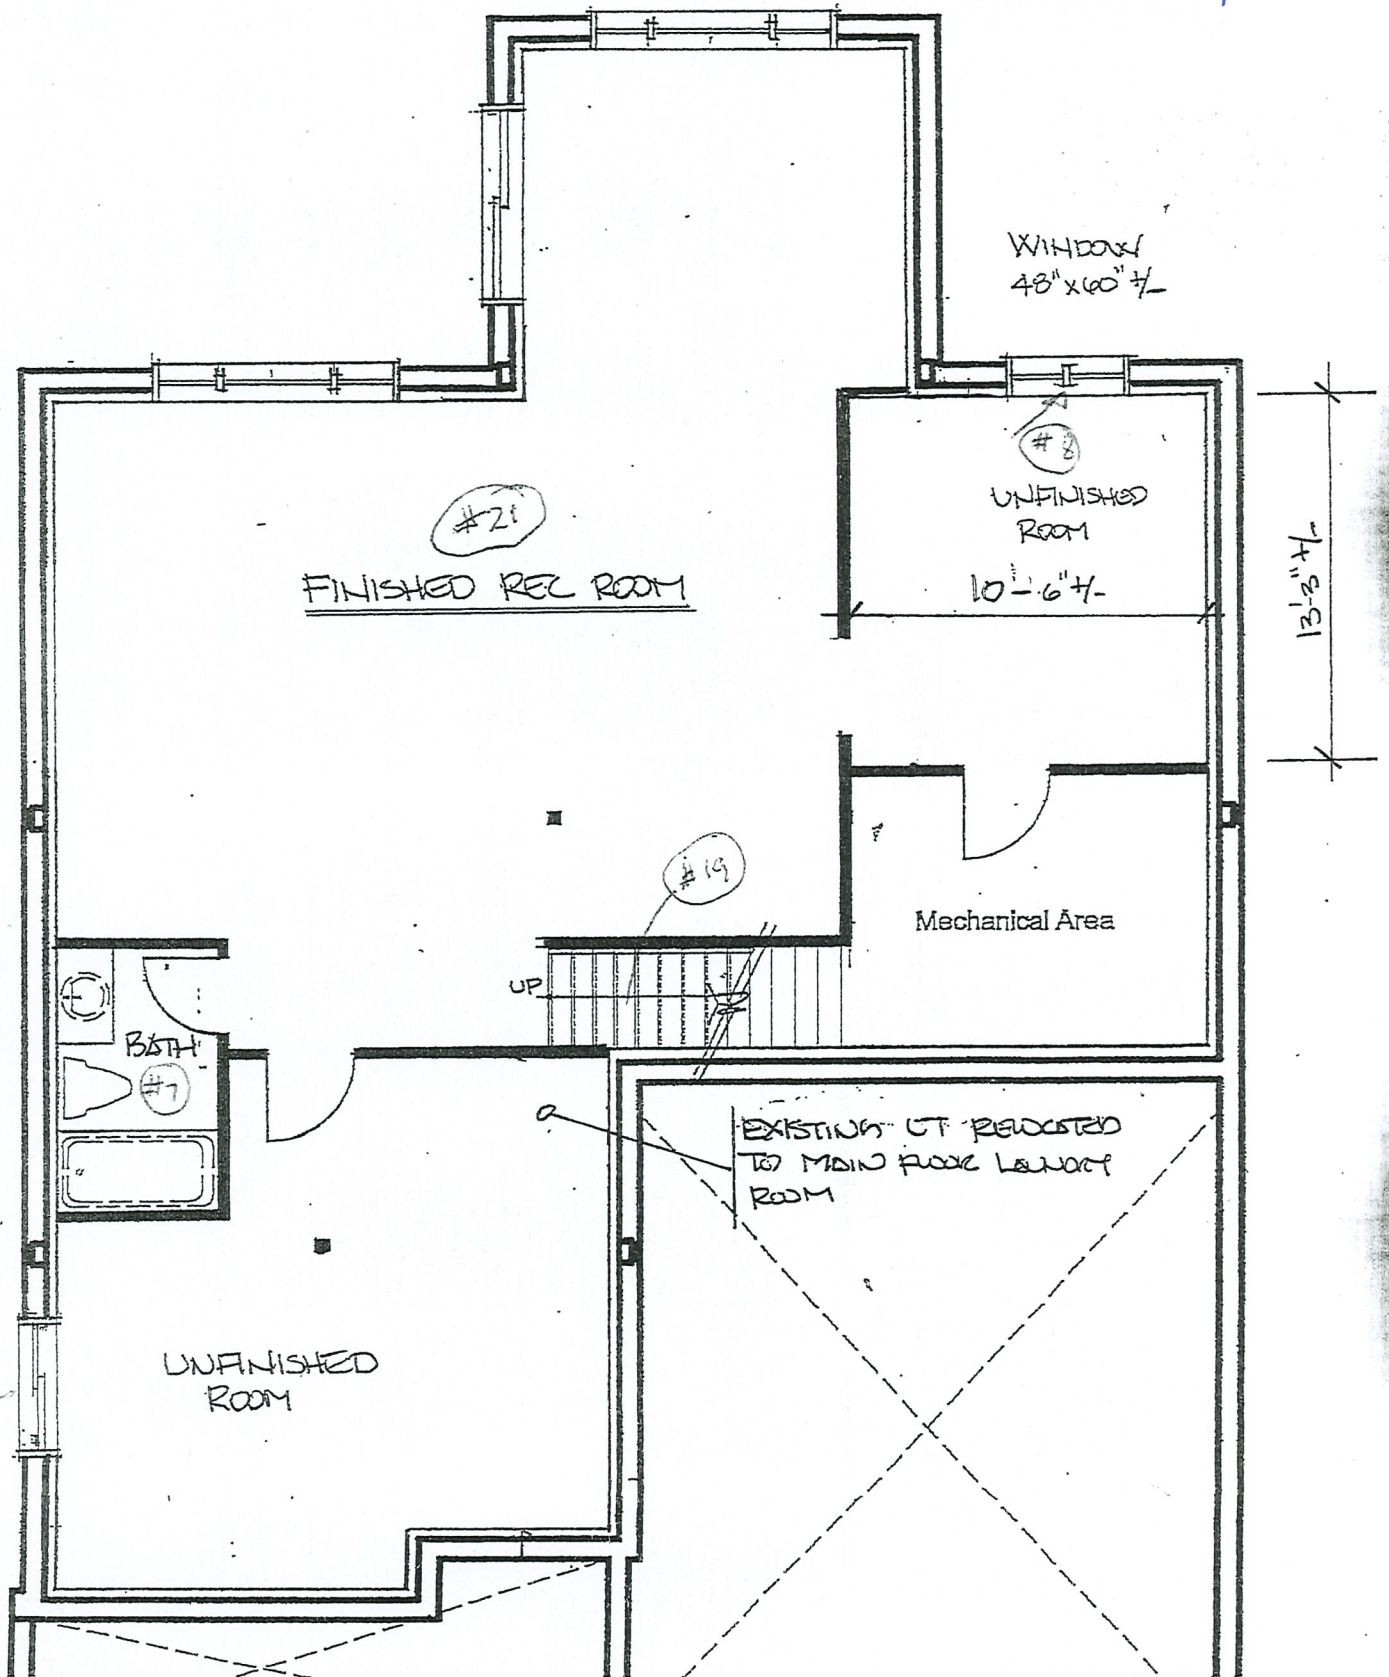 WINDOW
48"x60" +/-
#8
UNFINISHED
ROOM
10'-6" +/-
13'-3" +/-
#21
FINISHED REC ROOM
#19
Mechanical Area
UP
BATH
#7
EXISTING LT RELOCATED
TO MAIN FLOOR LAUNDRY
ROOM
UNFINISHED
ROOM